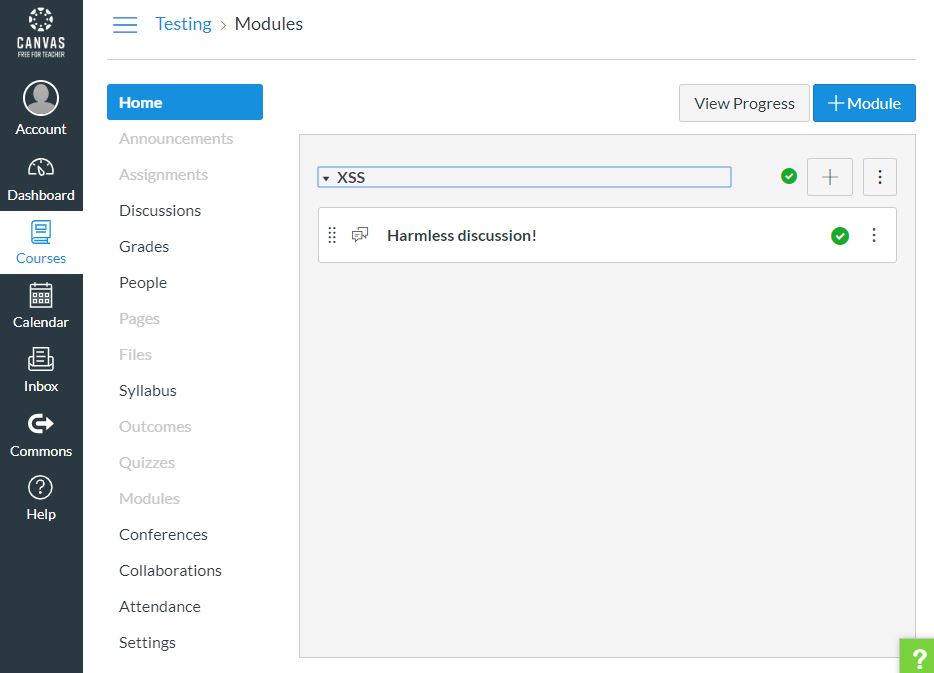 CANVAS
FREE FOR TEACHER
Account
Dashboard
Courses
Calendar
Inbox
Commons
Help
Testing > Modules
Home
Announcements
Assignments
Discussions
Grades
People
Pages
Files
Syllabus
Outcomes
Quizzes
Modules
Conferences
Collaborations
Attendance
Settings
View Progress
+ Module
XSS
Harmless discussion!
?